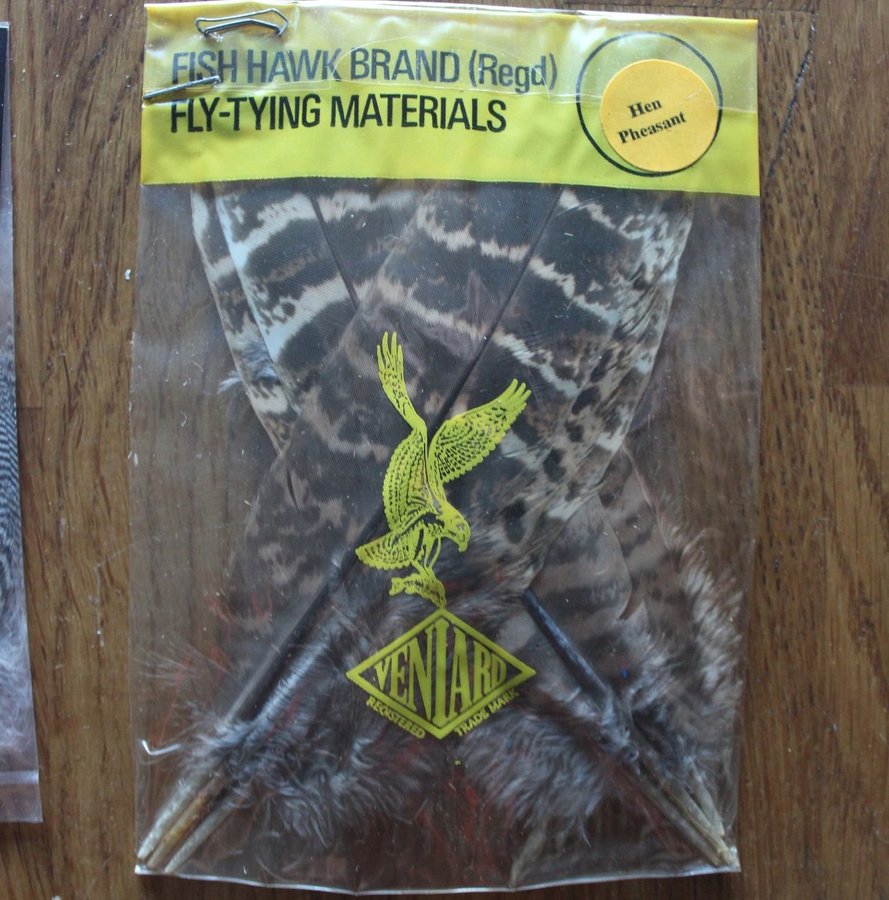 FISH HAWK BRAND (Regd)
FLY-TYING MATERIALS
Hen
Pheasant
VENIARD
REGISTERED TRADE MARK